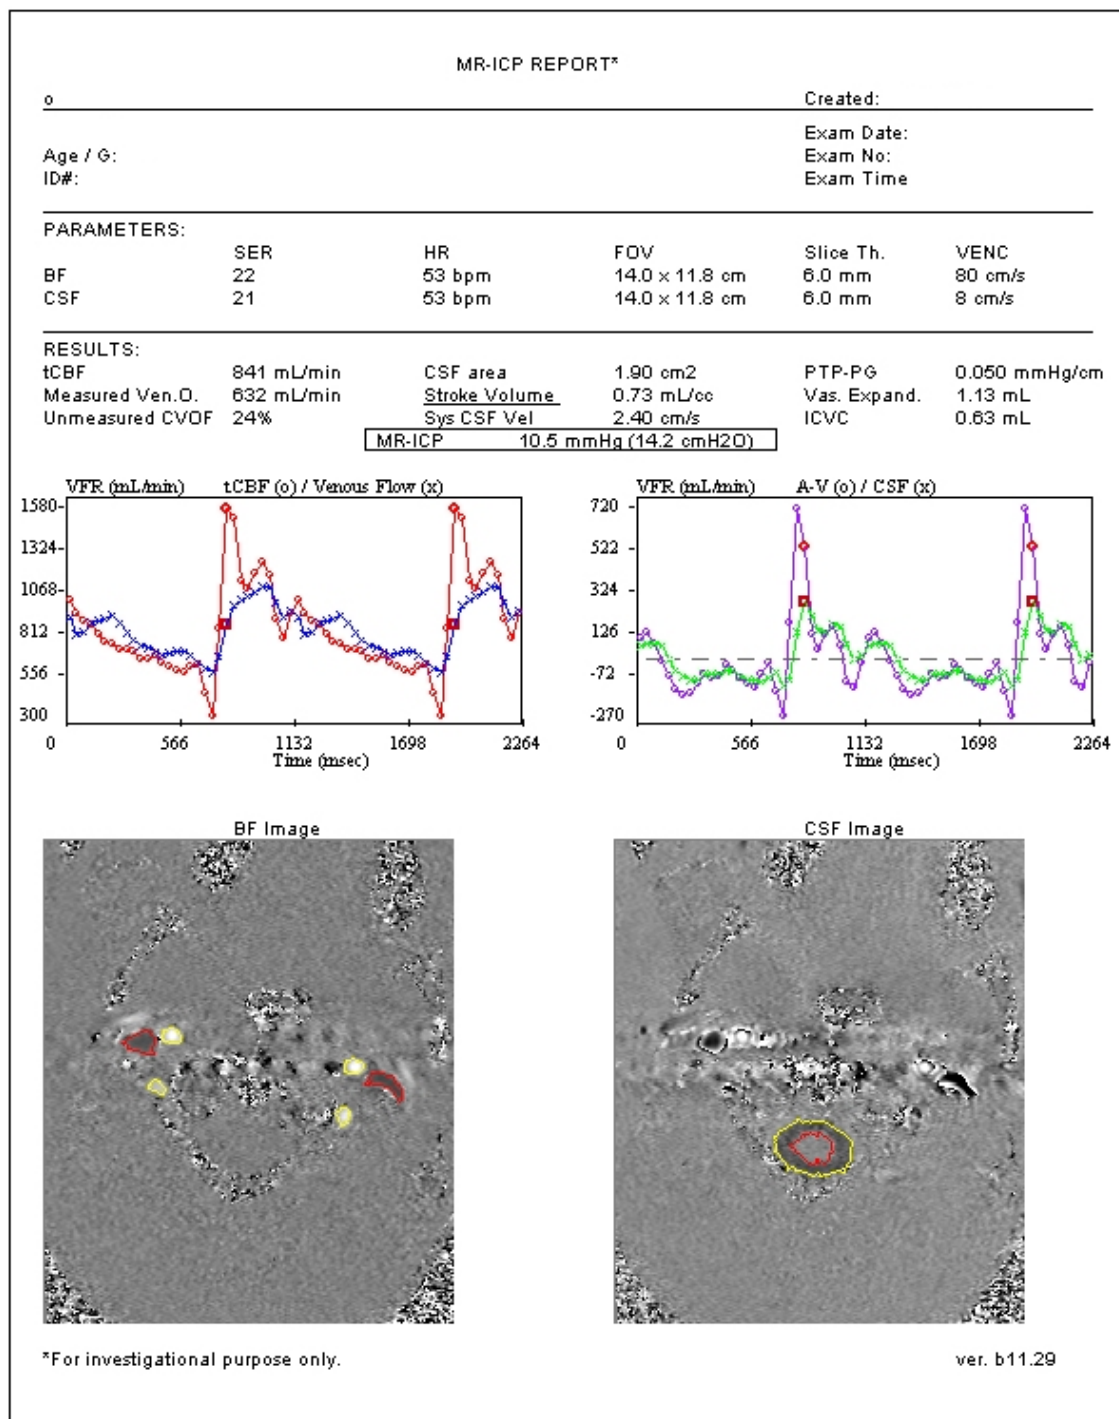 MR-ICP REPORT*
o Created:
Exam Date:
Age / G: Exam No:
ID#: Exam Time
PARAMETERS:
SER HR FOV Slice Th. VENC
BF 22 53 bpm 14.0 x 11.8 cm 6.0 mm 80 cm/s
CSF 21 53 bpm 14.0 x 11.8 cm 6.0 mm 8 cm/s
RESULTS:
tCBF 841 mL/min CSF area 1.90 cm2 PTP-PG 0.050 mmHg/cm
Measured Ven.O. 632 mL/min Stroke Volume 0.73 mL/cc Vas. Expand. 1.13 mL
Unmeasured CVOF 24% Sys CSF Vel 2.40 cm/s ICVC 0.63 mL
MR-ICP 10.5 mmHg (14.2 cmH2O)
VFR (mL/min) tCBF (o) / Venous Flow (x)
1580-
1324-
1068-
812-
556-
300
0 566 1132 1698 2264
Time (msec)
VFR (mL/min) A-V (o) / CSF (x)
720-
522-
324-
126-
-72-
-270
0 566 1132 1698 2264
Time (msec)
BF Image
CSF Image
*For investigational purpose only. ver. b11.29